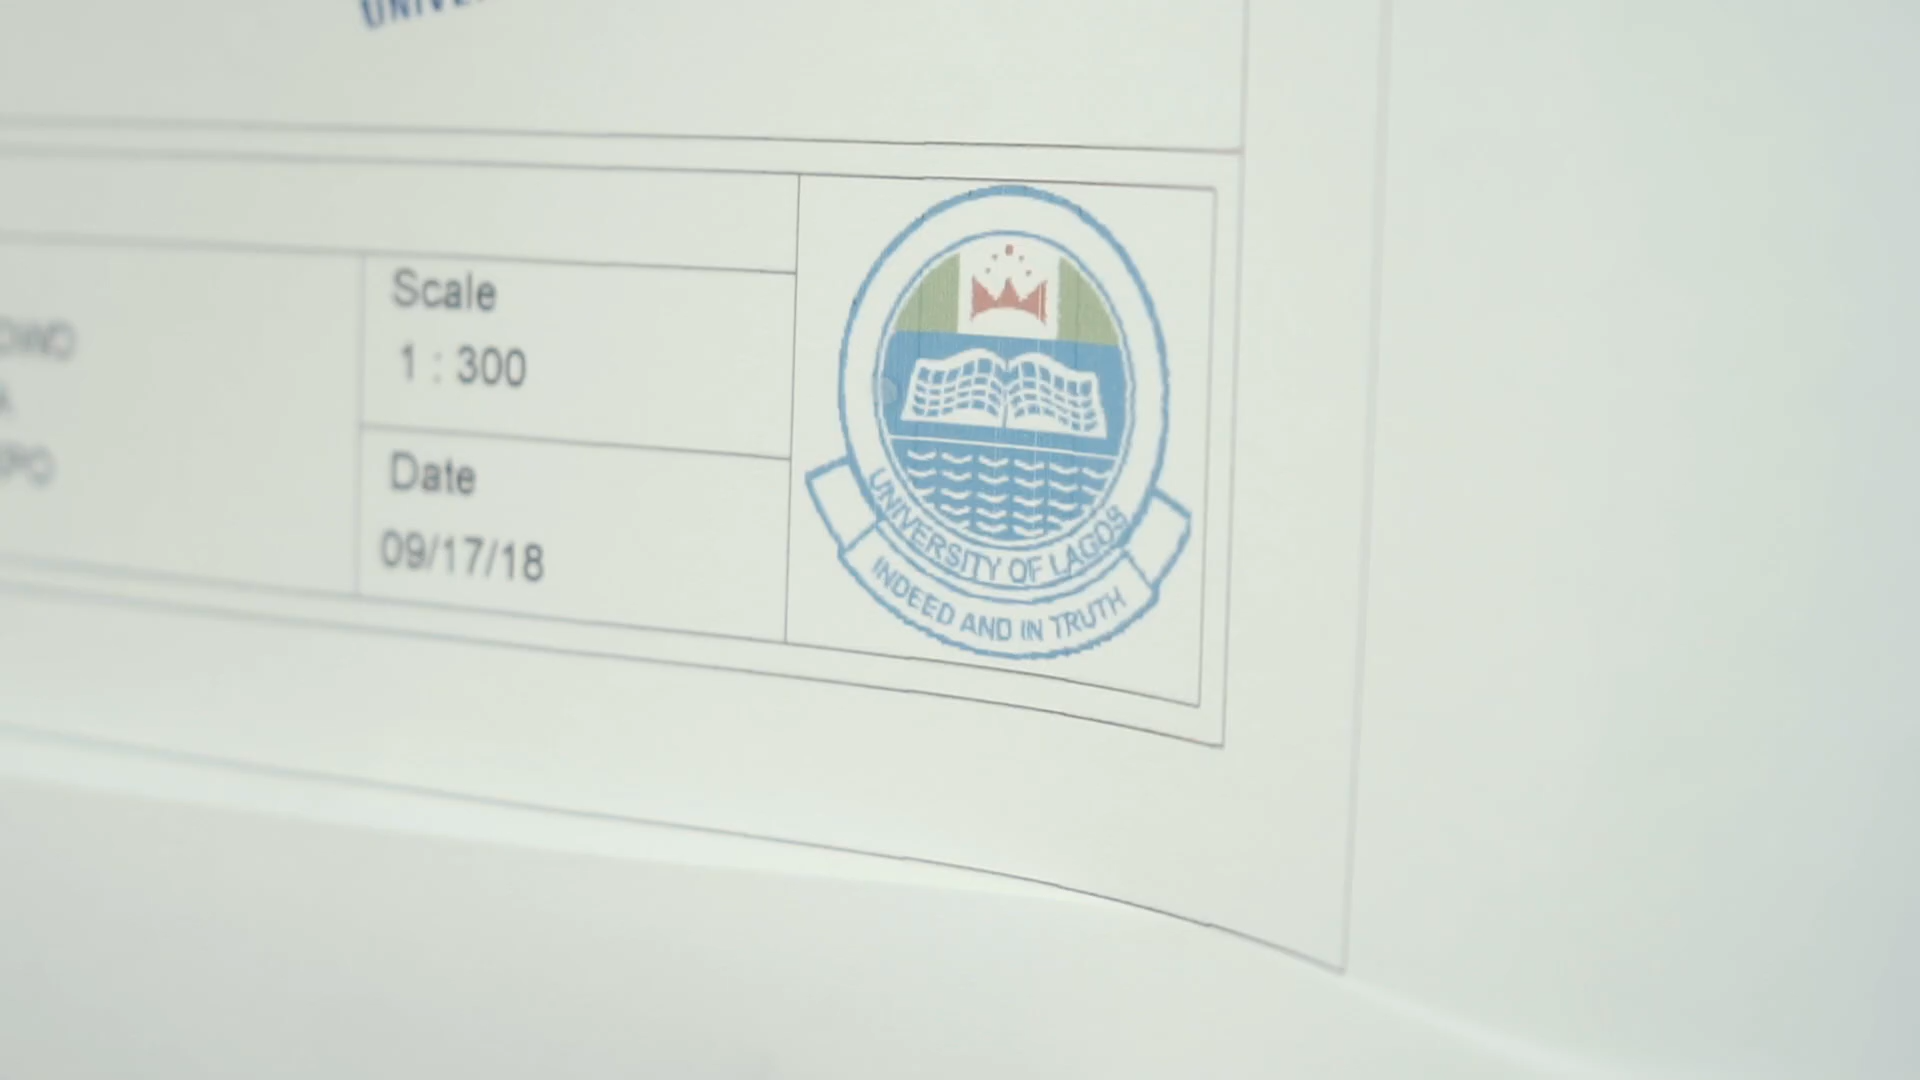 Scale
1 : 300
Date
09/17/18
UNIVERSITY OF LAGOS
INDEED AND IN TRUTH